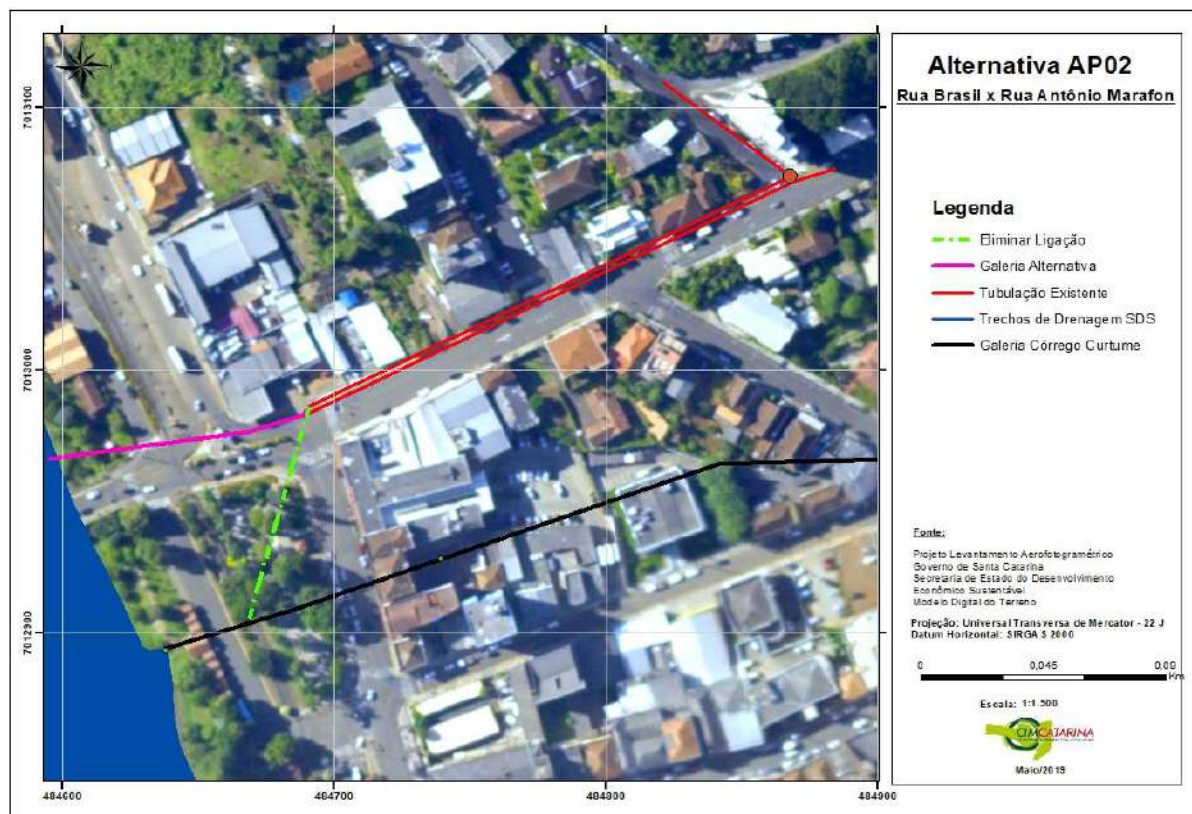 Alternativa AP02
Rua Brasil x Rua Antônio Marafon
Legenda
Eliminar Ligação
Galeria Alternativa
Tubulação Existente
Trechos de Drenagem SDS
Galeria Córrego Curtume
Fonte:
Projeto Levantamento Aerofotogramétrico
Governo de Santa Catarina
Secretaria de Estado do Desenvolvimento
Econômico Sustentável
Modelo Digital do Terreno
Projeção: Universal Transversa de Mercator - 22 J
Datum Horizontal: SIRGAS 2000
0 0,045 0,09
Km
Escala: 1:1.500
CIMCATARINA
Maio/2019
7013100
7013000
7012900
484600 484700 484800 484900